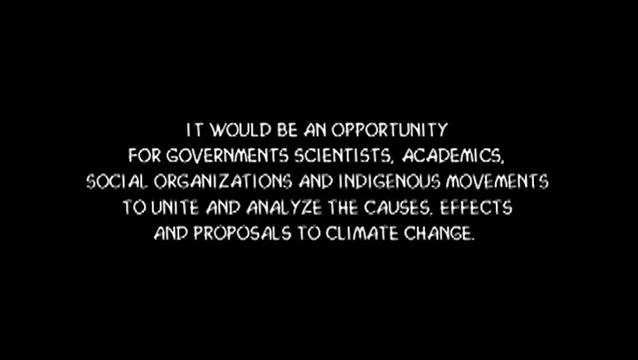 IT WOULD BE AN OPPORTUNITY
FOR GOVERNMENTS SCIENTISTS, ACADEMICS,
SOCIAL ORGANIZATIONS AND INDIGENOUS MOVEMENTS
TO UNITE AND ANALYZE THE CAUSES, EFFECTS
AND PROPOSALS TO CLIMATE CHANGE.